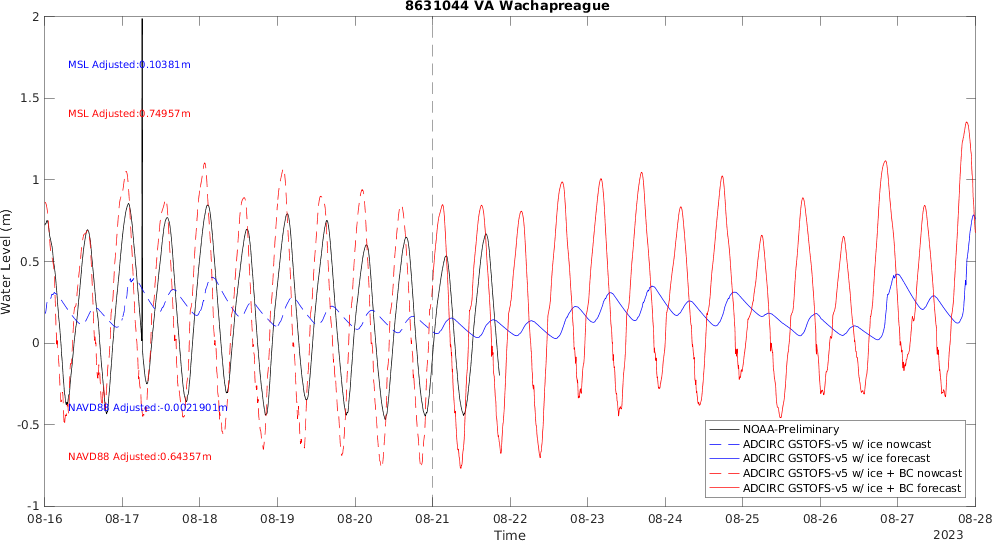 8631044 VA Wachapreague
2
1.5
1
0.5
0
-0.5
-1
Water Level (m)
MSL Adjusted:0.10381m
MSL Adjusted:0.74957m
NAVD88 Adjusted:-0.0021901m
NAVD88 Adjusted:0.64357m
NOAA-Preliminary
ADCIRC GSTOFS-v5 w/ ice nowcast
ADCIRC GSTOFS-v5 w/ ice forecast
ADCIRC GSTOFS-v5 w/ ice + BC nowcast
ADCIRC GSTOFS-v5 w/ ice + BC forecast
08-16 08-17 08-18 08-19 08-20 08-21 08-22 08-23 08-24 08-25 08-26 08-27 08-28
Time
2023